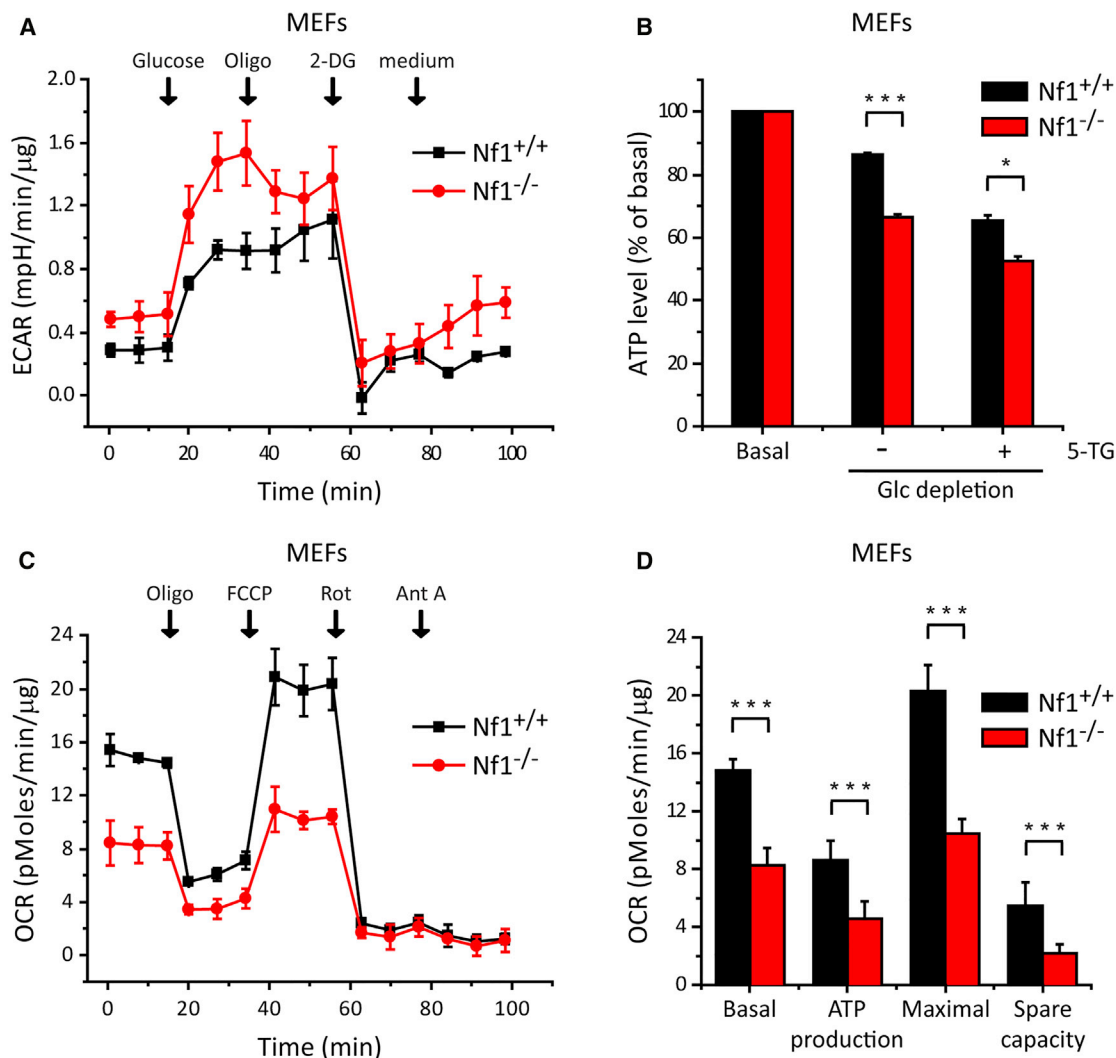 A
MEFs
Glucose Oligo 2-DG medium
2.0
1.6
1.2
0.8
0.4
0.0
ECAR (mpH/min/μg)
Nf1+/+
Nf1-/-
0 20 40 60 80 100
Time (min)
B
MEFs
Nf1+/+
Nf1-/-
***
*
100
80
60
40
20
0
ATP level (% of basal)
Basal - + 5-TG
Glc depletion
C
MEFs
Oligo FCCP Rot Ant A
24
20
16
12
8
4
0
OCR (pMoles/min/μg)
Nf1+/+
Nf1-/-
0 20 40 60 80 100
Time (min)
D
MEFs
***
***
***
***
Nf1+/+
Nf1-/-
24
20
16
12
8
4
0
OCR (pMoles/min/μg)
Basal ATP Maximal Spare
production capacity